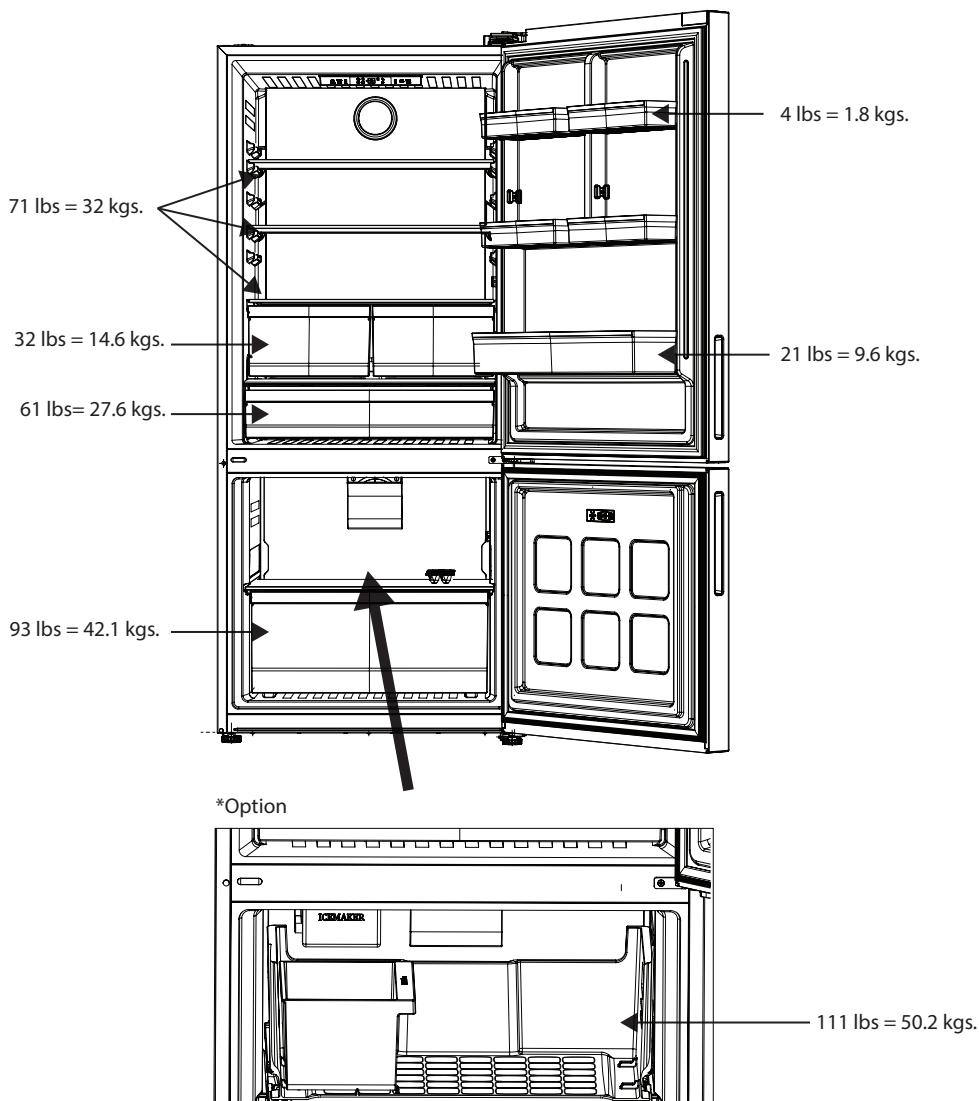 4 lbs = 1.8 kgs.
71 lbs = 32 kgs.
32 lbs = 14.6 kgs.
21 lbs = 9.6 kgs.
61 lbs= 27.6 kgs.
93 lbs = 42.1 kgs.
*Option
ICEMAKER
111 lbs = 50.2 kgs.